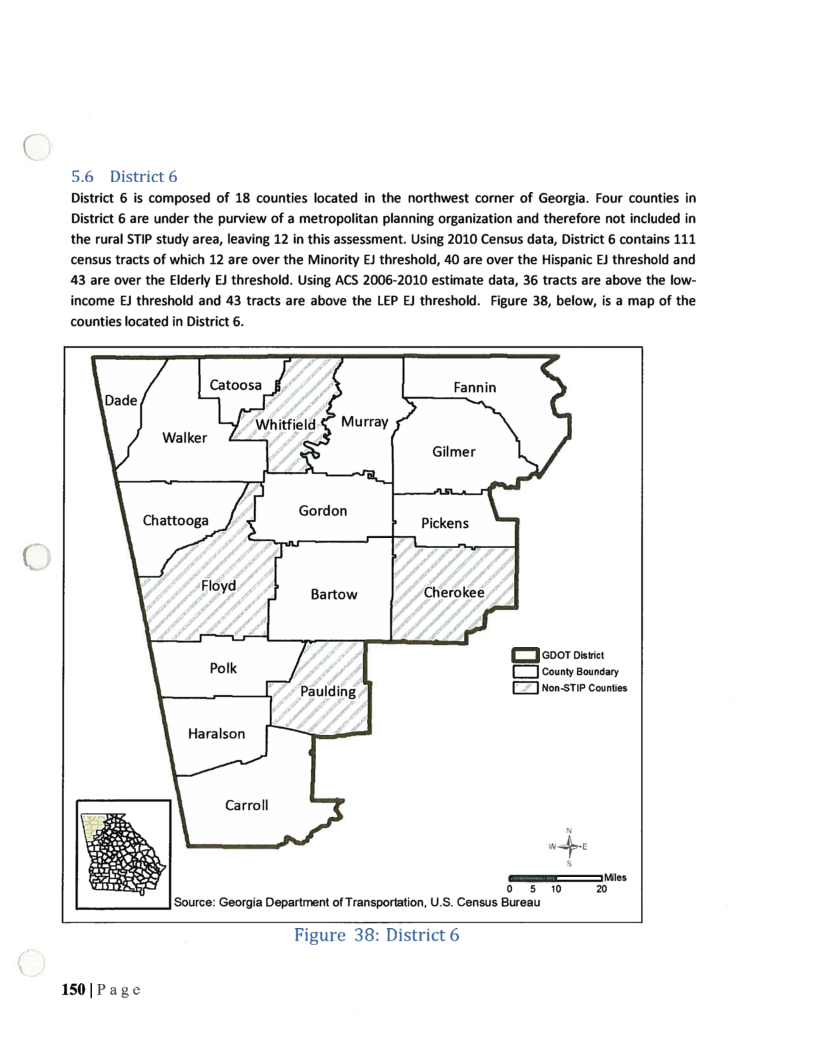 5.6 District 6
District 6 is composed of 18 counties located in the northwest corner of Georgia. Four counties in
District 6 are under the purview of a metropolitan planning organization and therefore not included in
the rural STIP study area, leaving 12 in this assessment. Using 2010 Census data, District 6 contains 111
census tracts of which 12 are over the Minority EJ threshold, 40 are over the Hispanic EJ threshold and
43 are over the Elderly EJ threshold. Using ACS 2006-2010 estimate data, 36 tracts are above the low-
income EJ threshold and 43 tracts are above the LEP EJ threshold. Figure 38, below, is a map of the
counties located in District 6.
Dade
Catoosa
Fannin
Walker
Whitfield
Murray
Gilmer
Chattooga
Gordon
Pickens
Floyd
Bartow
Cherokee
Polk
Paulding
Haralson
Carroll
GDOT District
County Boundary
Non-STIP Counties
N
W E
S
Miles
0 5 10 20
Source: Georgia Department of Transportation, U.S. Census Bureau
Figure 38: District 6
150 | Page